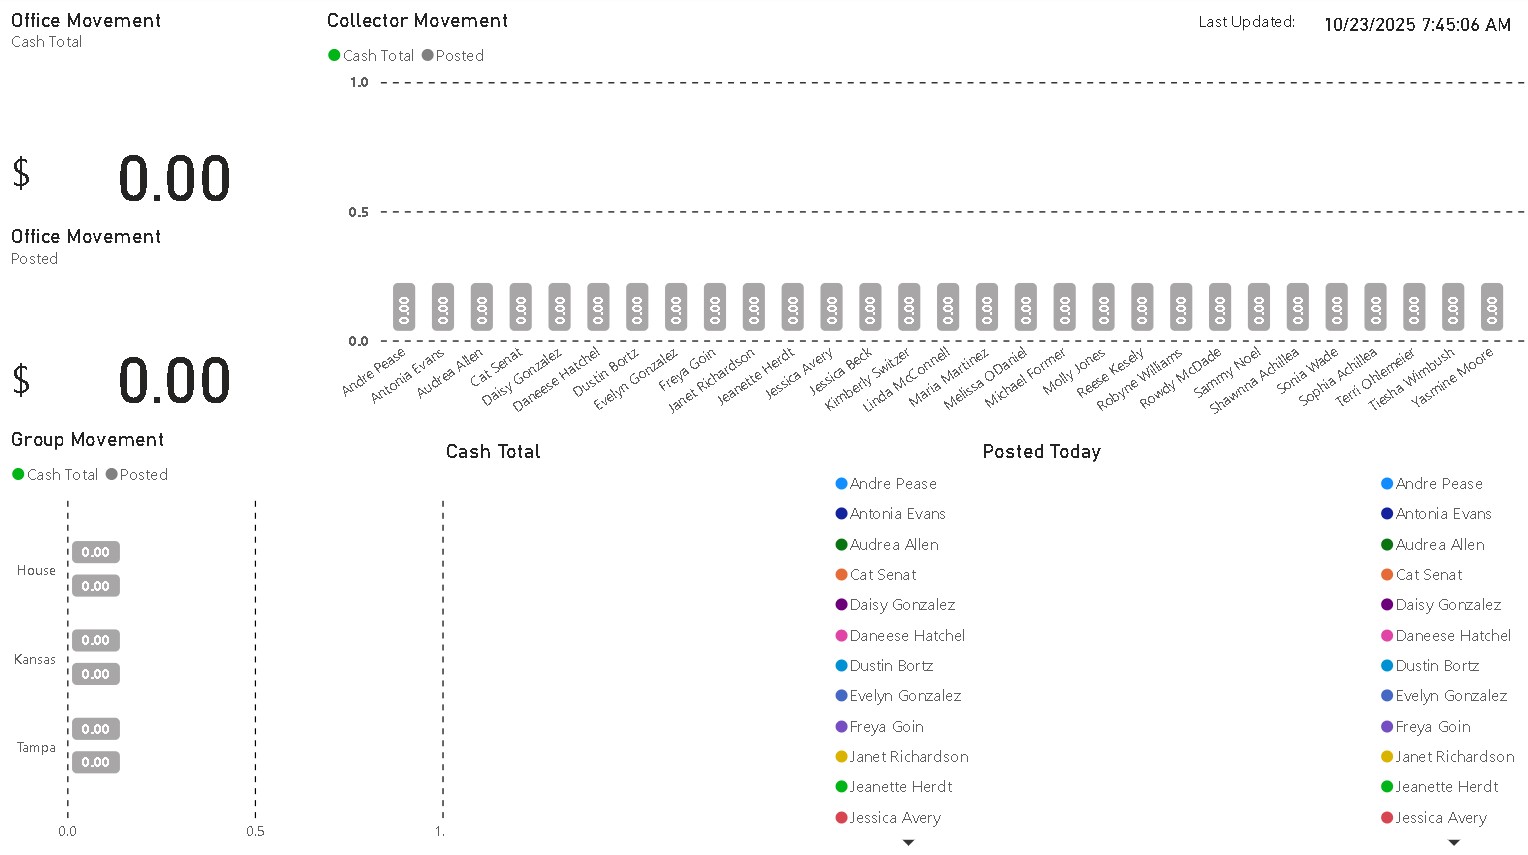 Office Movement
Cash Total
$ 0.00
Office Movement
Posted
$ 0.00
Collector Movement
Last Updated: 10/23/2025 7:45:06 AM
Cash Total Posted
1.0
0.5
0.0
0.00 0.00 0.00 0.00 0.00 0.00 0.00 0.00 0.00 0.00 0.00 0.00 0.00 0.00 0.00 0.00 0.00 0.00 0.00 0.00 0.00 0.00 0.00 0.00 0.00 0.00 0.00 0.00 0.00
Andre Pease
Antonia Evans
Audrea Allen
Cat Senat
Daisy Gonzalez
Daneese Hatchel
Dustin Bortz
Evelyn Gonzalez
Freya Goin
Janet Richardson
Jeanette Herdt
Jessica Avery
Jessica Beck
Kimberly Switzer
Linda McConnell
Maria Martinez
Melissa ODaniel
Michael Former
Molly Jones
Reese Kesely
Robyne Williams
Rowdy McDade
Sammy Noel
Shawna Achillea
Sonia Wade
Sophia Achillea
Terri Ohlemeier
Tiesha Wimbush
Yasmine Moore
Group Movement
Cash Total Posted
House
0.00
0.00
Kansas
0.00
0.00
Tampa
0.00
0.00
0.0 0.5 1.
Cash Total
Andre Pease
Antonia Evans
Audrea Allen
Cat Senat
Daisy Gonzalez
Daneese Hatchel
Dustin Bortz
Evelyn Gonzalez
Freya Goin
Janet Richardson
Jeanette Herdt
Jessica Avery
Posted Today
Andre Pease
Antonia Evans
Audrea Allen
Cat Senat
Daisy Gonzalez
Daneese Hatchel
Dustin Bortz
Evelyn Gonzalez
Freya Goin
Janet Richardson
Jeanette Herdt
Jessica Avery